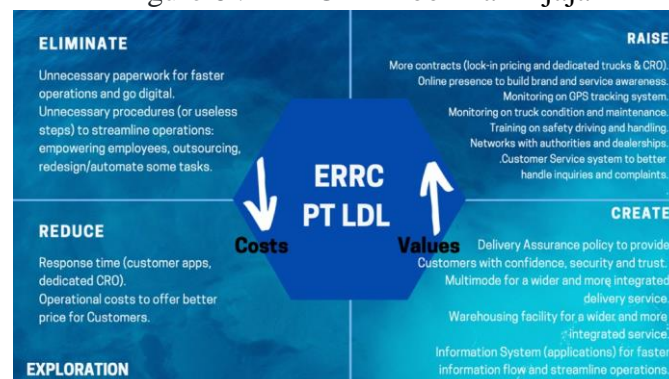 ELIMINATE
Unnecessary paperwork for faster
operations and go digital.
Unnecessary procedures (or useless
steps) to streamline operations:
empowering employees, outsourcing,
redesign/automate some tasks.
RAISE
More contracts (lock-in pricing and dedicated trucks & CRO).
Online presence to build brand and service awareness.
Monitoring on GPS tracking system.
Monitoring on truck condition and maintenance.
Training on safety driving and handling.
Networks with authorities and dealerships.
.Customer Service system to better
handle inquiries and complaints.
ERRC
PT LDL
Costs
Values
REDUCE
Response time (customer apps,
dedicated CRO).
Operational costs to offer better
price for Customers.
CREATE
Delivery Assurance policy to provide
Customers with confidence, security and trust.
Multimode for a wider and more integrated
delivery service.
Warehousing facility for a wider and more
integrated service.
Information System (applications) for faster
information flow and streamline operations.
EXPLORATION